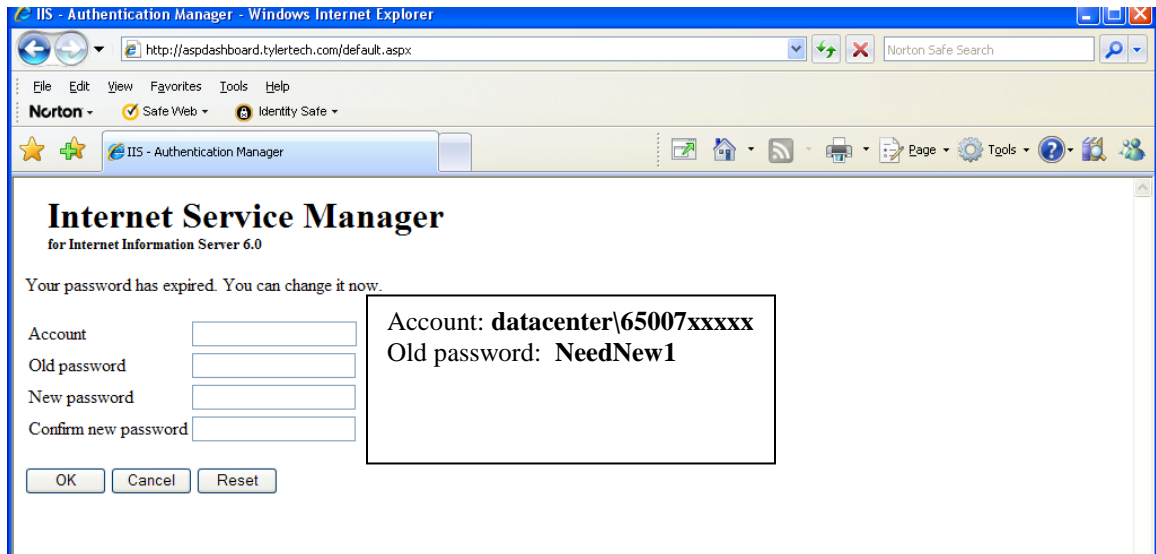 IIS - Authentication Manager - Windows Internet Explorer
http://aspdashboard.tylertech.com/default.aspx
Norton Safe Search
File Edit View Favorites Tools Help
Norton - Safe Web Identity Safe
IIS - Authentication Manager
Page Tools
Internet Service Manager
for Internet Information Server 6.0
Your password has expired. You can change it now.
Account
Old password
New password
Confirm new password
Account: datacenter\65007xxxxx
Old password: NeedNew1
OK Cancel Reset